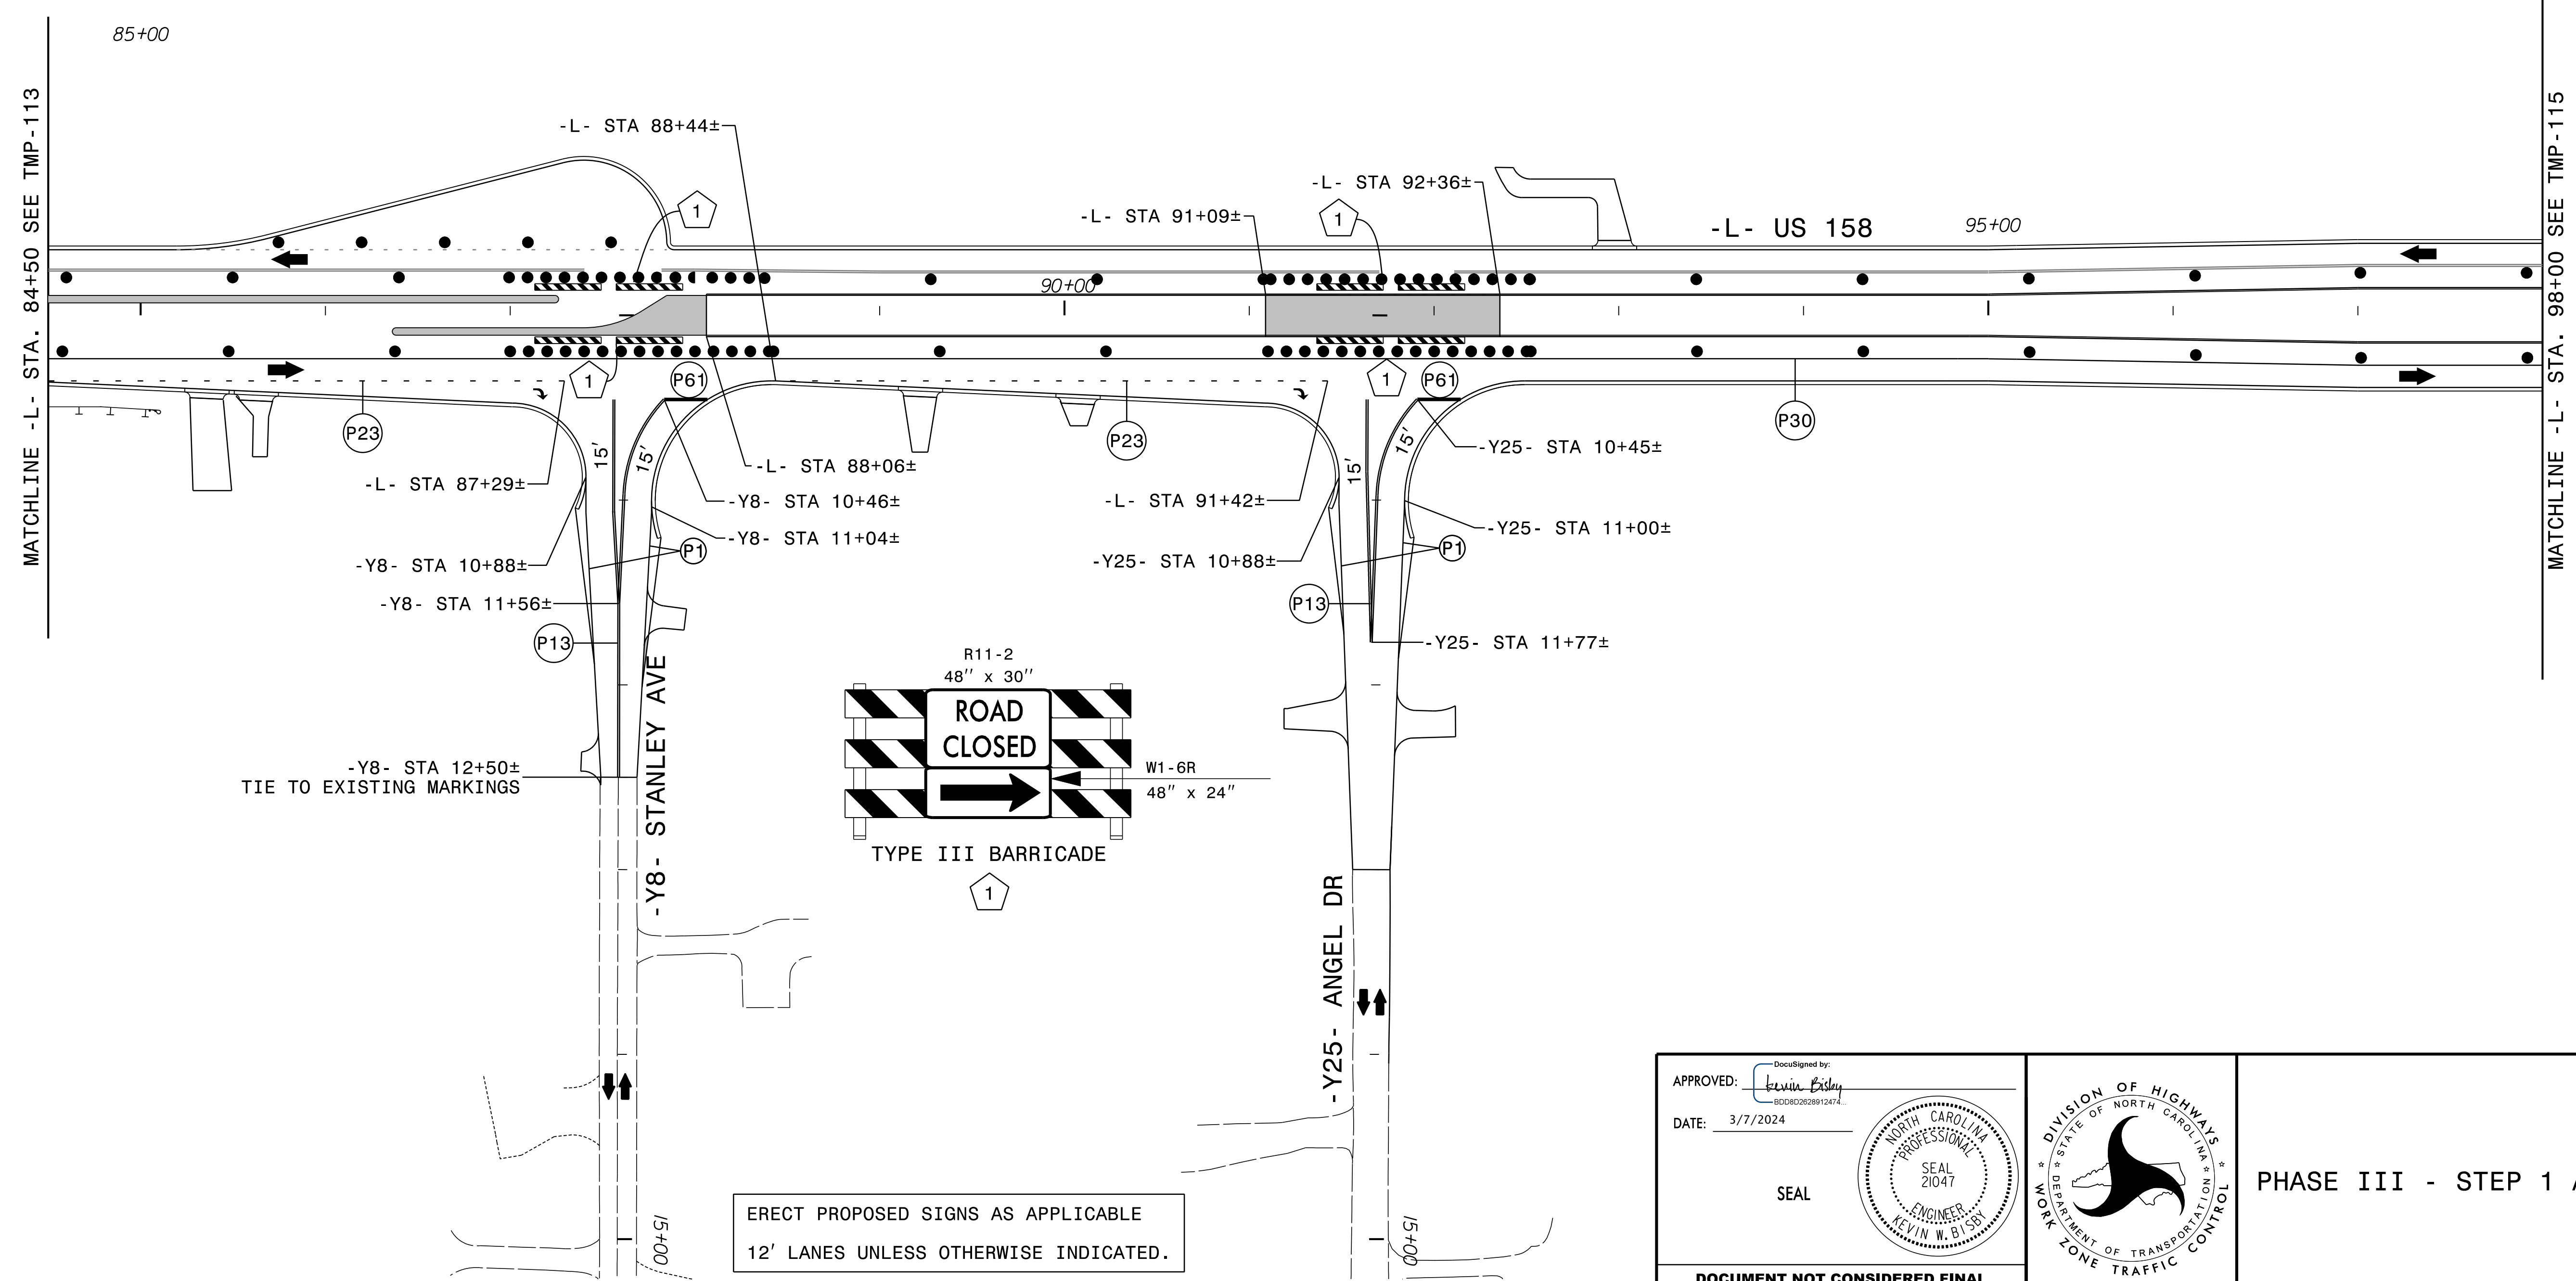 85+00
MATCHLINE -L- STA. 84+50 SEE TMP-113
-L- STA 88+44±
1
-L- STA 91+09±
1
-L- STA 92+36±
-L- US 158
95+00
MATCHLINE -L- STA. 98+00 SEE TMP-115
90+00
1
P61
1
P61
P23
P23
P30
15'
15'
15'
15'
-L- STA 87+29±
-L- STA 88+06±
-Y8- STA 10+46±
-Y8- STA 11+04±
-L- STA 91+42±
-Y25- STA 10+45±
-Y25- STA 11+00±
-Y8- STA 10+88±
P1
-Y25- STA 10+88±
P1
-Y8- STA 11+56±
P13
P13
-Y25- STA 11+77±
-Y8- STANLEY AVE
-Y8- STA 12+50±
TIE TO EXISTING MARKINGS
R11-2
48'' x 30''
ROAD
CLOSED
W1-6R
48" x 24"
TYPE III BARRICADE
1
-Y25- ANGEL DR
15+00
15+00
ERECT PROPOSED SIGNS AS APPLICABLE
12' LANES UNLESS OTHERWISE INDICATED.
APPROVED:
DocuSigned by:
Kevin Bisby
BDD8D2628912474...
DATE: 3/7/2024
SEAL
NORTH CAROLINA
PROFESSIONAL
SEAL
21047
ENGINEER
KEVIN W. BISBY
DOCUMENT NOT CONSIDERED FINAL
DIVISION OF HIGHWAYS
STATE OF NORTH CAROLINA
DEPARTMENT OF TRANSPORTATION
WORK ZONE TRAFFIC CONTROL
PHASE III - STEP 1